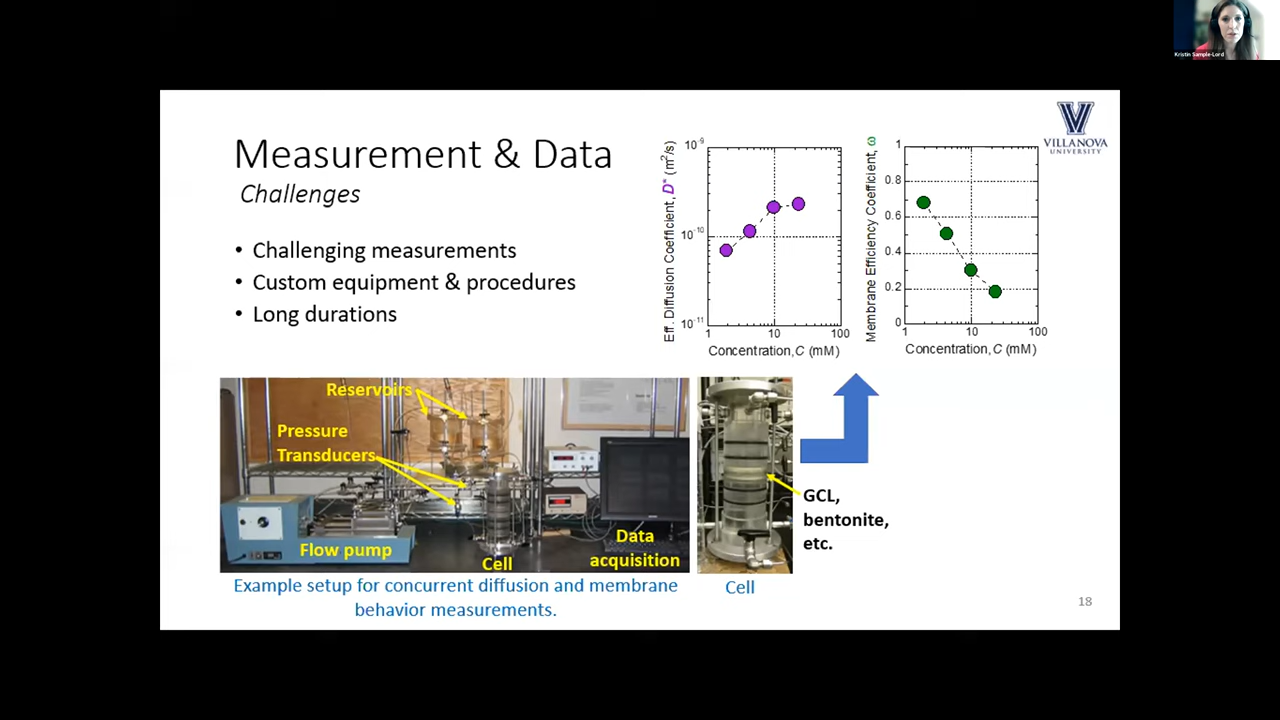 Kristin Sample-Lord
Measurement & Data
Challenges
• Challenging measurements
• Custom equipment & procedures
• Long durations
VILLANOVA
UNIVERSITY
Eff. Diffusion Coefficient, D* (m²/s)
10⁻⁹
10⁻¹⁰
10⁻¹¹
1
10
100
Concentration, C (mM)
Membrane Efficiency Coefficient, ω
1
0.8
0.6
0.4
0.2
0
1
10
100
Concentration, C (mM)
Reservoirs
Pressure
Transducers
Flow pump
Cell
Data
acquisition
GCL,
bentonite,
etc.
Example setup for concurrent diffusion and membrane
behavior measurements.
Cell
18